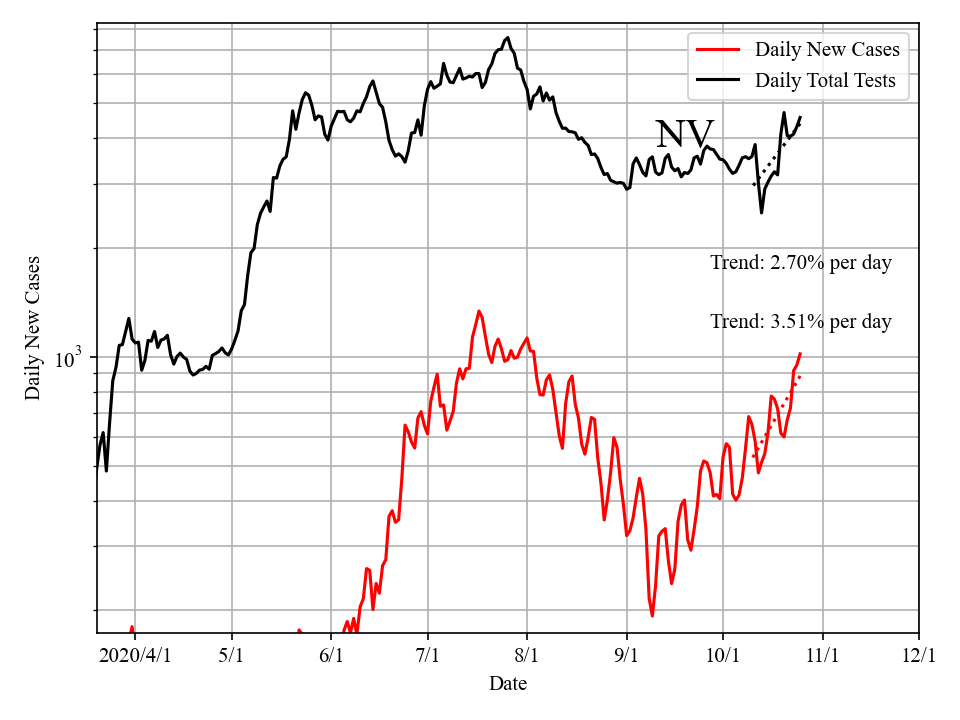 Daily New Cases
Daily Total Tests
NV
Trend: 2.70% per day
Trend: 3.51% per day
Daily New Cases
10³
2020/4/1 5/1 6/1 7/1 8/1 9/1 10/1 11/1 12/1
Date